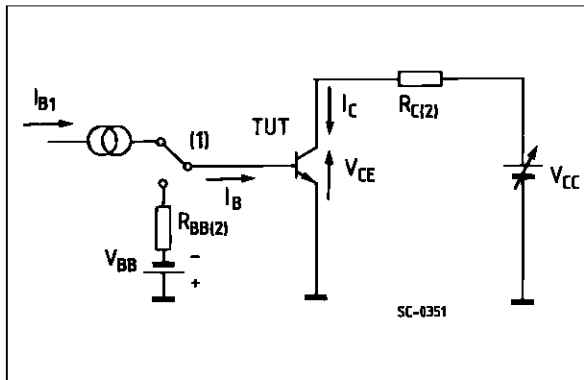 I_B1
(1)
TUT
I_C
R_C(2)
V_CE
V_CC
I_B
R_BB(2)
V_BB
-
+
SC-0351